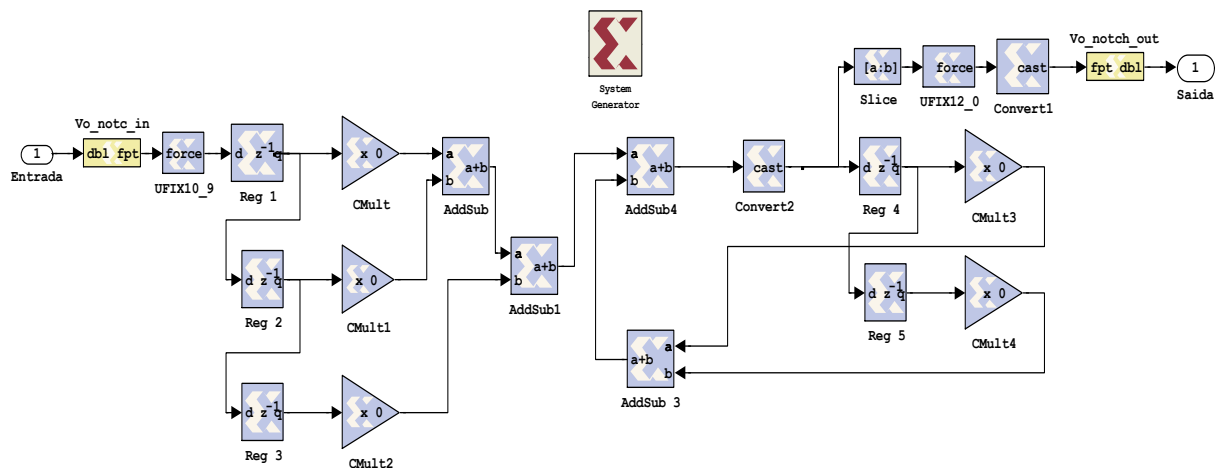 System
Generator
Vo_notch_out
[a:b]
force
cast
fpt dbl
1
Slice
UFIX12_0
Convert1
Saida
Vo_notc_in
1
dbl fpt
force
d z-1 q
x 0
a
b
a+b
a
b
a+b
cast
d z-1 q
x 0
Entrada
UFIX10_9
Reg 1
CMult
AddSub
AddSub4
Convert2
Reg 4
CMult3
a
b
a+b
d z-1 q
x 0
d z-1 q
x 0
Reg 2
CMult1
AddSub1
Reg 5
CMult4
a+b
a
b
AddSub 3
d z-1 q
x 0
Reg 3
CMult2